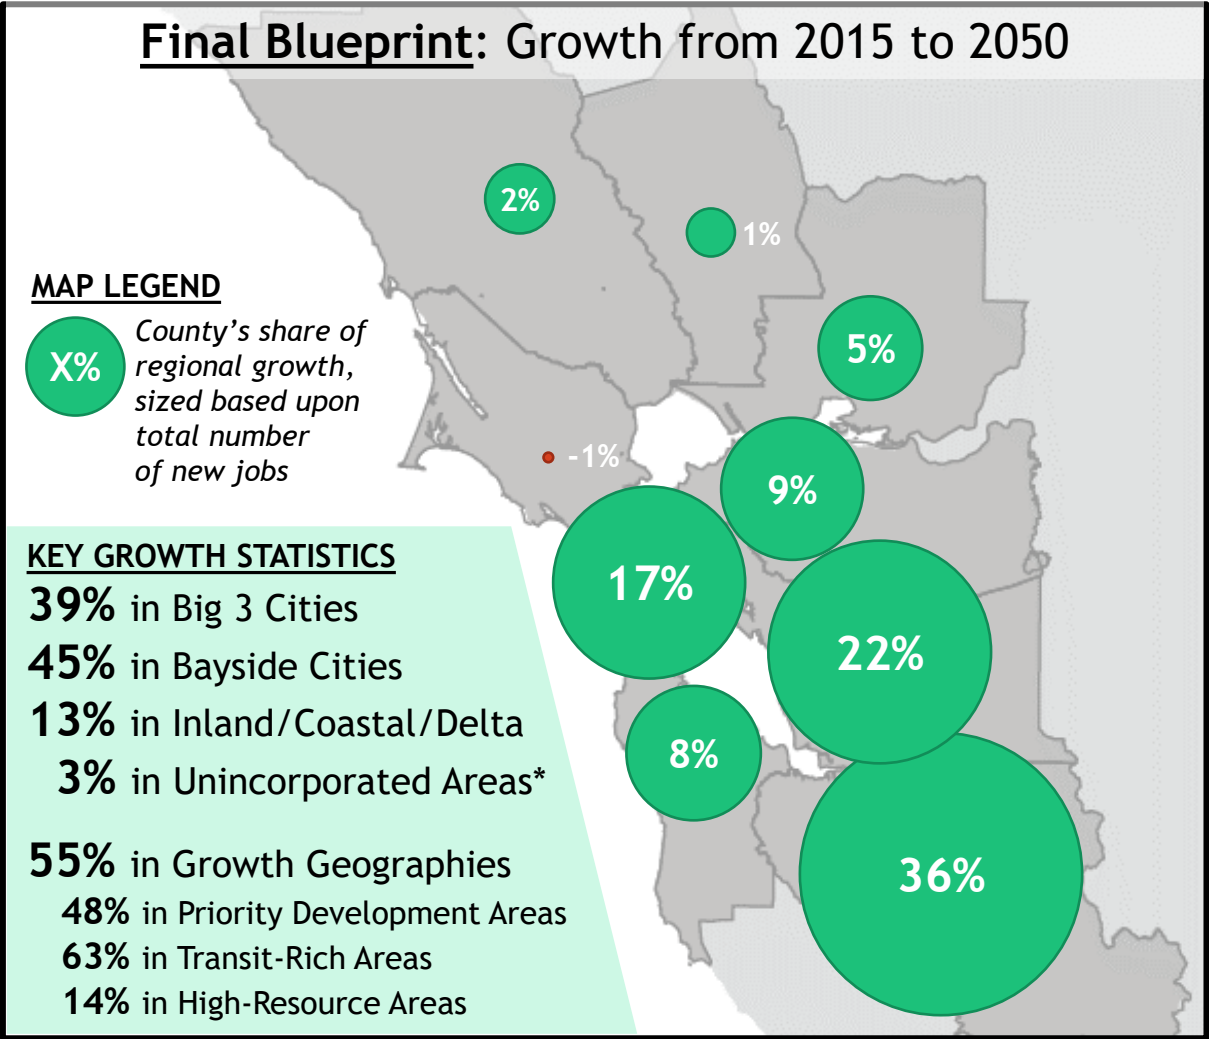 Final Blueprint: Growth from 2015 to 2050
2%
1%
MAP LEGEND
X%
County’s share of
regional growth,
sized based upon
total number
of new jobs
5%
-1%
9%
17%
22%
8%
36%
KEY GROWTH STATISTICS
39% in Big 3 Cities
45% in Bayside Cities
13% in Inland/Coastal/Delta
3% in Unincorporated Areas*
55% in Growth Geographies
48% in Priority Development Areas
63% in Transit-Rich Areas
14% in High-Resource Areas